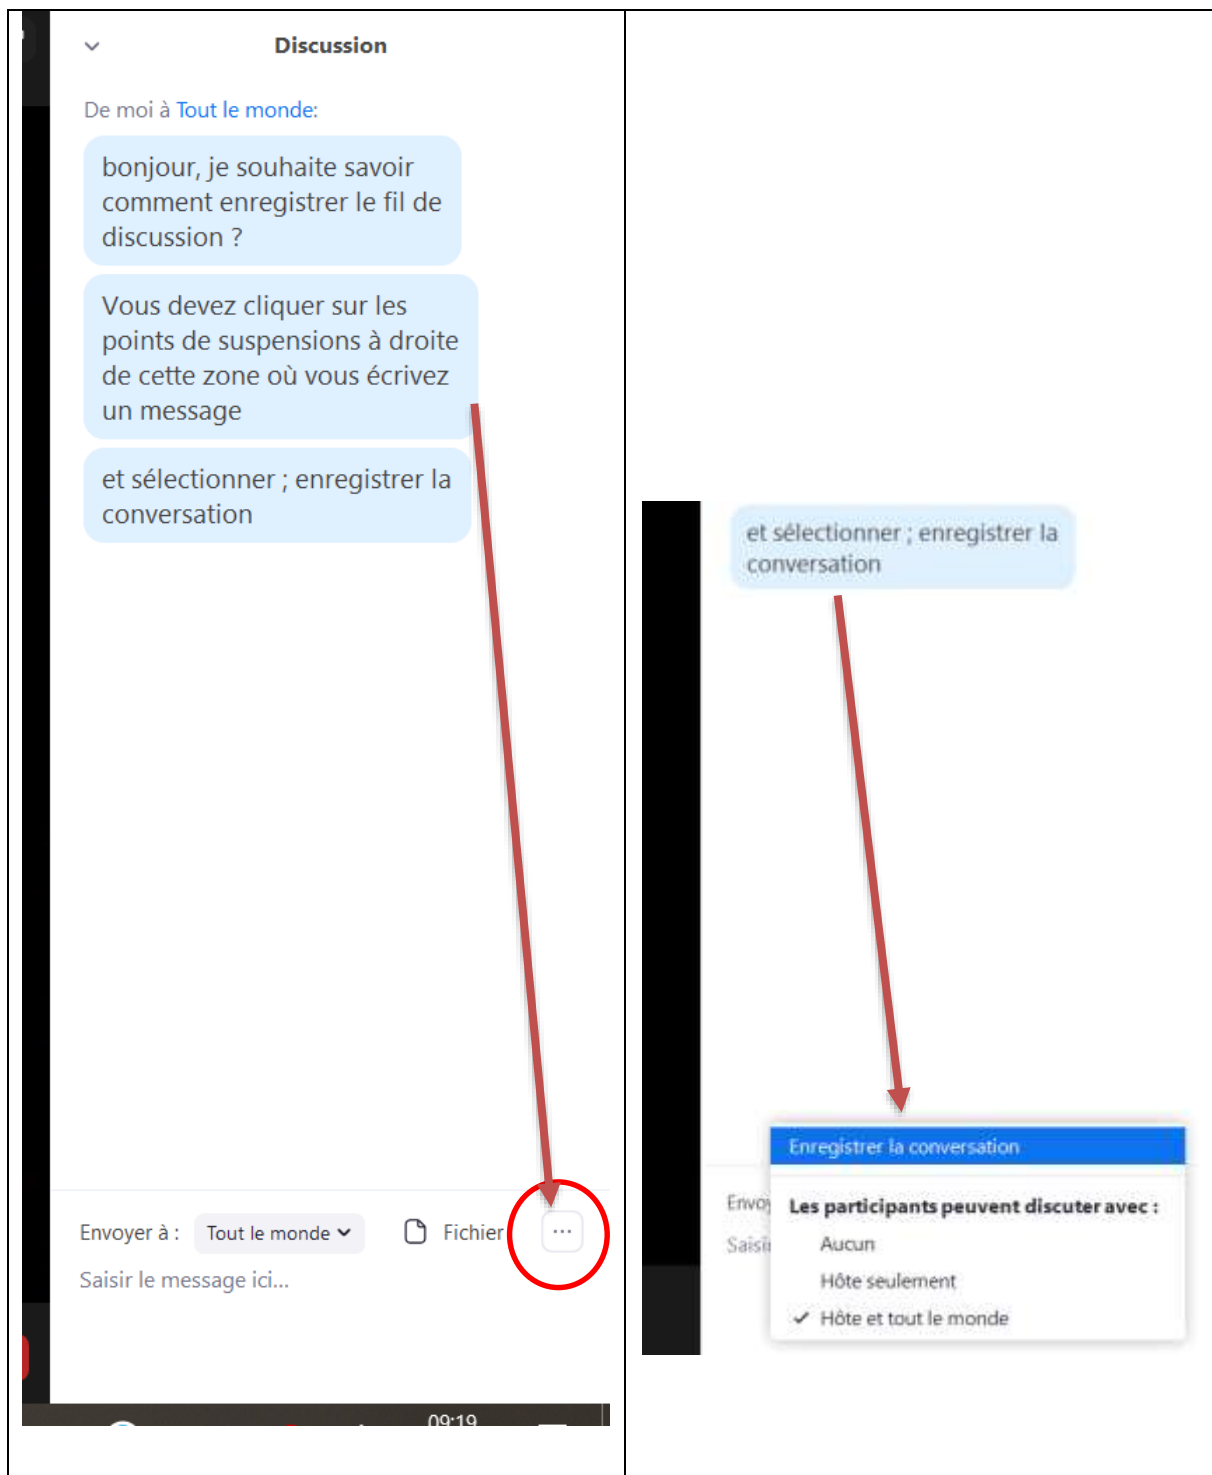 Discussion
De moi à Tout le monde:
bonjour, je souhaite savoir
comment enregistrer le fil de
discussion ?
Vous devez cliquer sur les
points de suspensions à droite
de cette zone où vous écrivez
un message
et sélectionner ; enregistrer la
conversation
Envoyer à : Tout le monde Fichier ...
Saisir le message ici...
09:19
et sélectionner ; enregistrer la
conversation
Enregistrer la conversation
Les participants peuvent discuter avec :
Aucun
Hôte seulement
Hôte et tout le monde